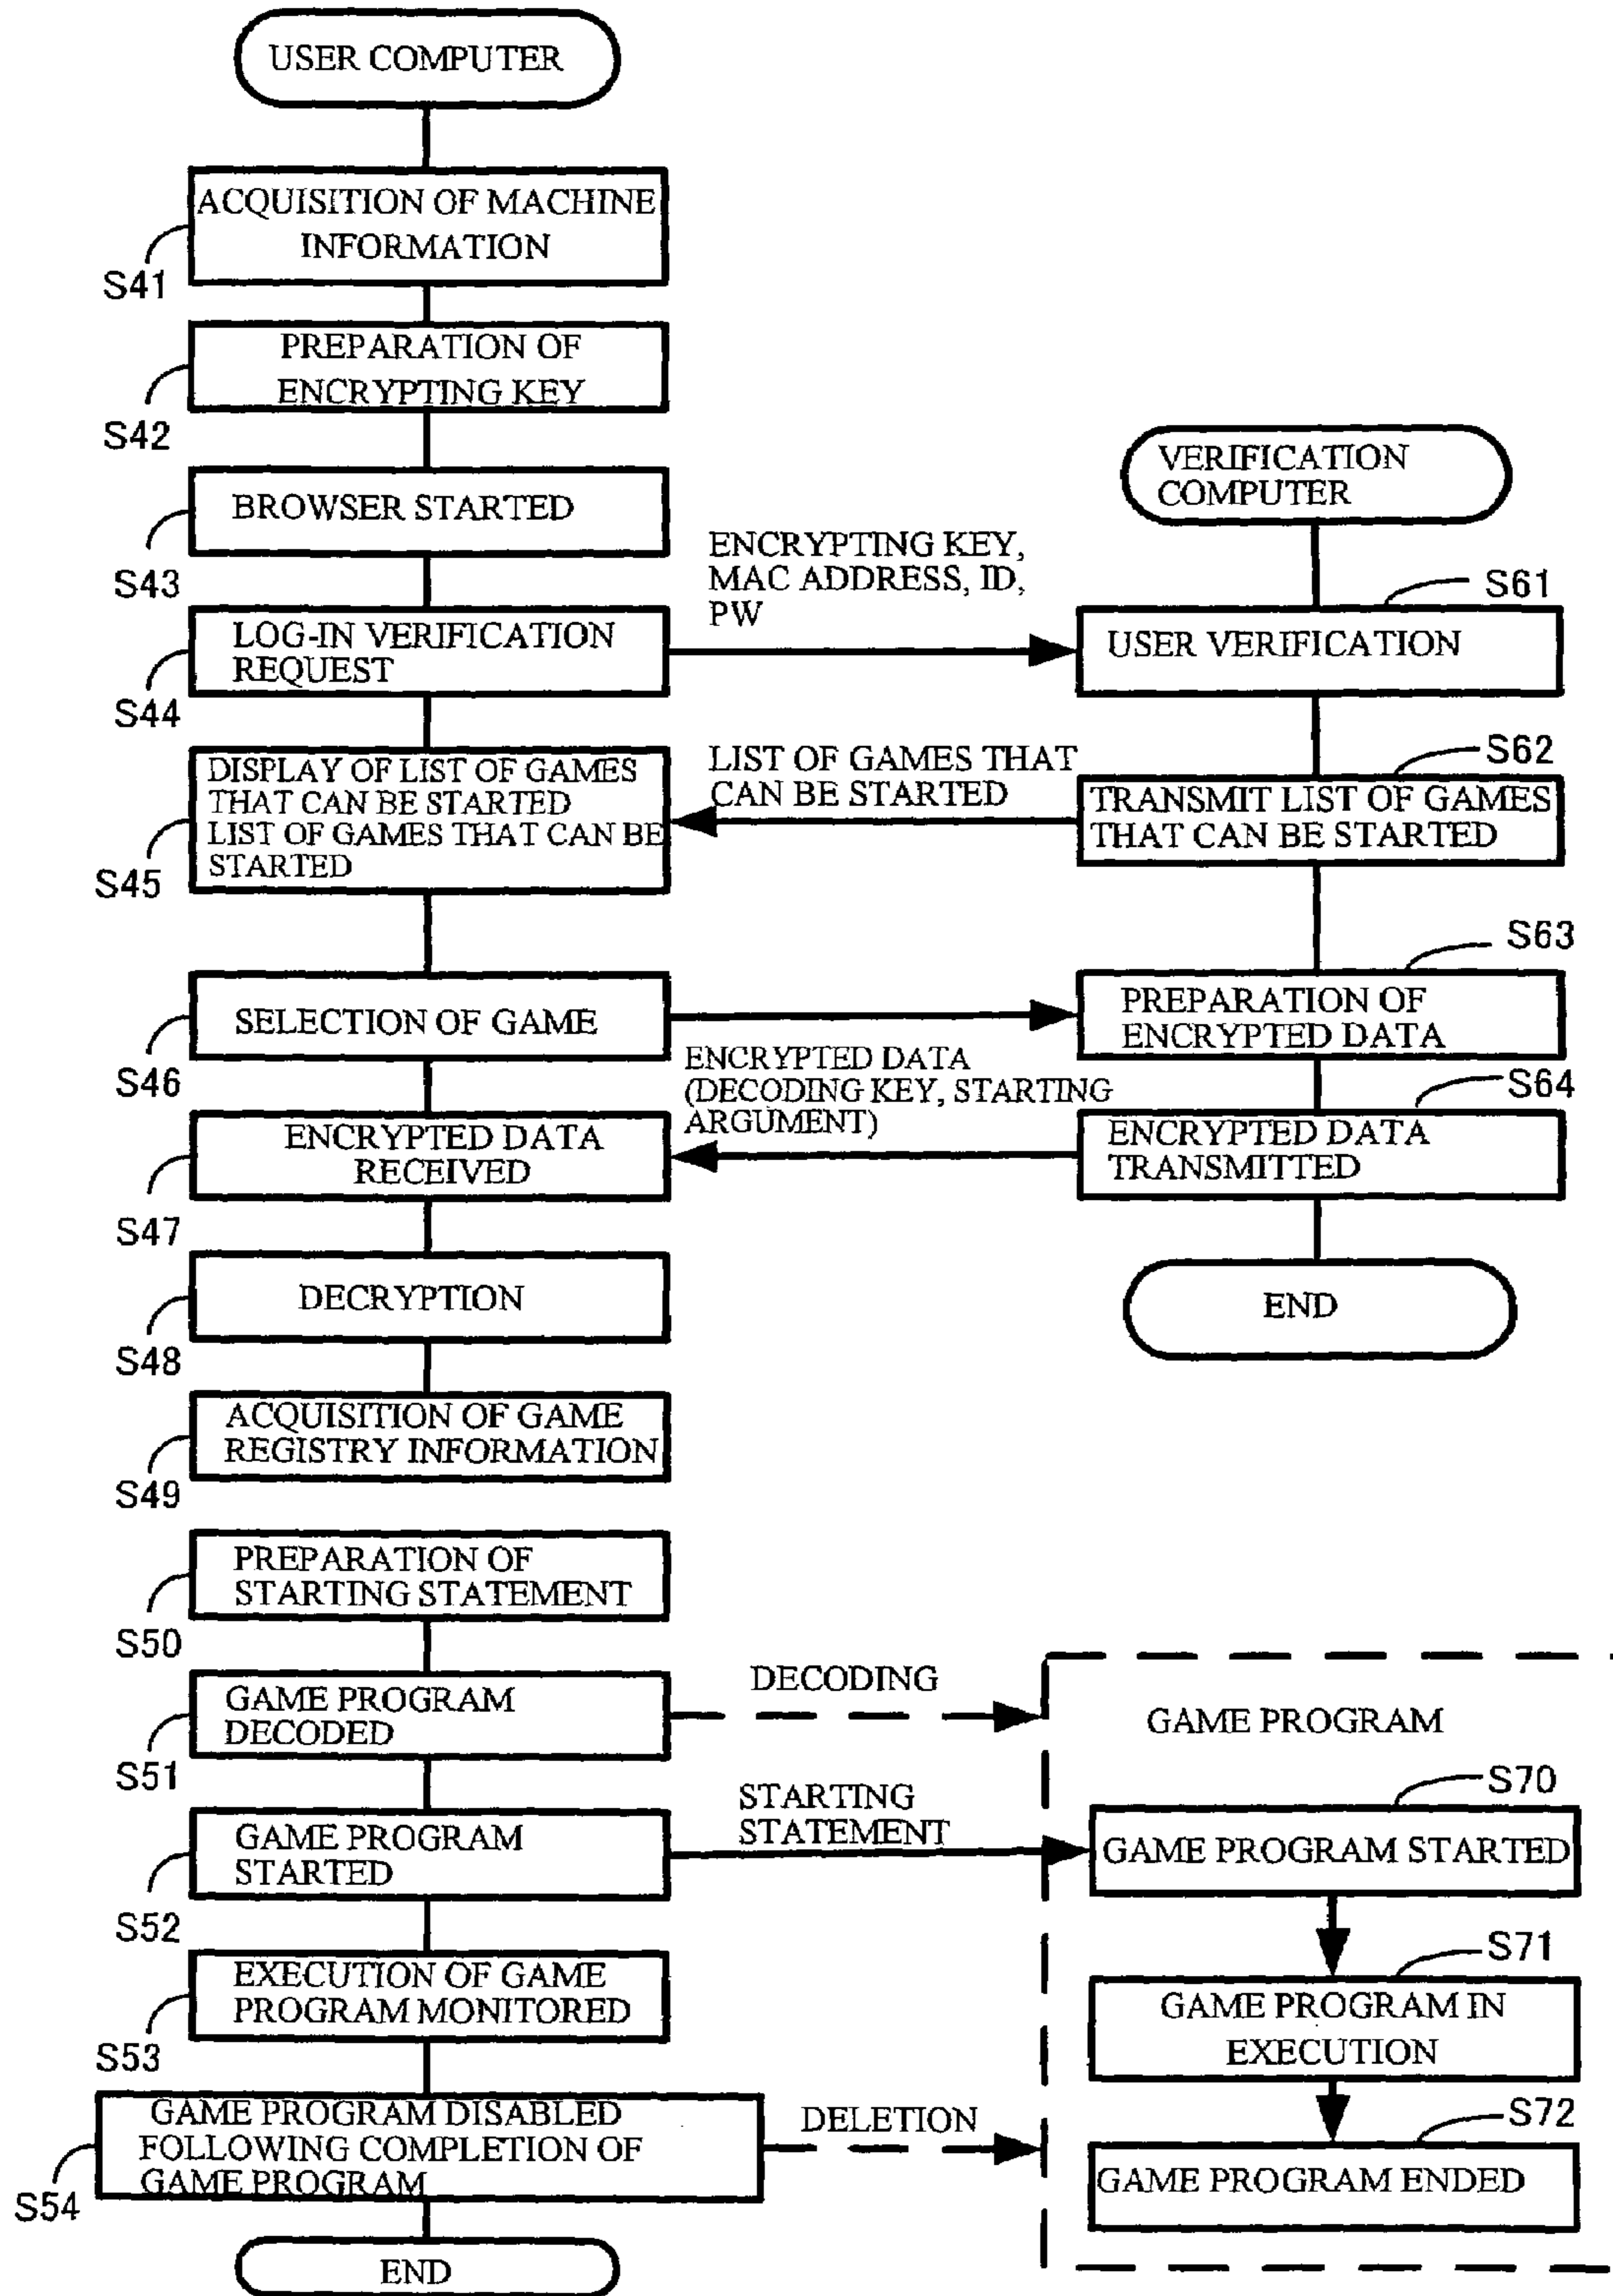 USER COMPUTER
ACQUISITION OF MACHINE
INFORMATION
S41
PREPARATION OF
ENCRYPTING KEY
S42
BROWSER STARTED
S43
LOG-IN VERIFICATION
REQUEST
S44
ENCRYPTING KEY,
MAC ADDRESS, ID,
PW
VERIFICATION
COMPUTER
S61
USER VERIFICATION
DISPLAY OF LIST OF GAMES
THAT CAN BE STARTED
LIST OF GAMES THAT CAN BE
STARTED
S45
LIST OF GAMES THAT
CAN BE STARTED
S62
TRANSMIT LIST OF GAMES
THAT CAN BE STARTED
SELECTION OF GAME
S46
S63
PREPARATION OF
ENCRYPTED DATA
ENCRYPTED DATA
(DECODING KEY, STARTING
ARGUMENT)
S64
ENCRYPTED DATA
TRANSMITTED
END
ENCRYPTED DATA
RECEIVED
S47
DECRYPTION
S48
ACQUISITION OF GAME
REGISTRY INFORMATION
S49
PREPARATION OF
STARTING STATEMENT
S50
GAME PROGRAM
DECODED
S51
DECODING
GAME PROGRAM
GAME PROGRAM
STARTED
S52
STARTING
STATEMENT
S70
GAME PROGRAM STARTED
EXECUTION OF GAME
PROGRAM MONITORED
S53
S71
GAME PROGRAM IN
EXECUTION
GAME PROGRAM DISABLED
FOLLOWING COMPLETION OF
GAME PROGRAM
S54
DELETION
S72
GAME PROGRAM ENDED
END